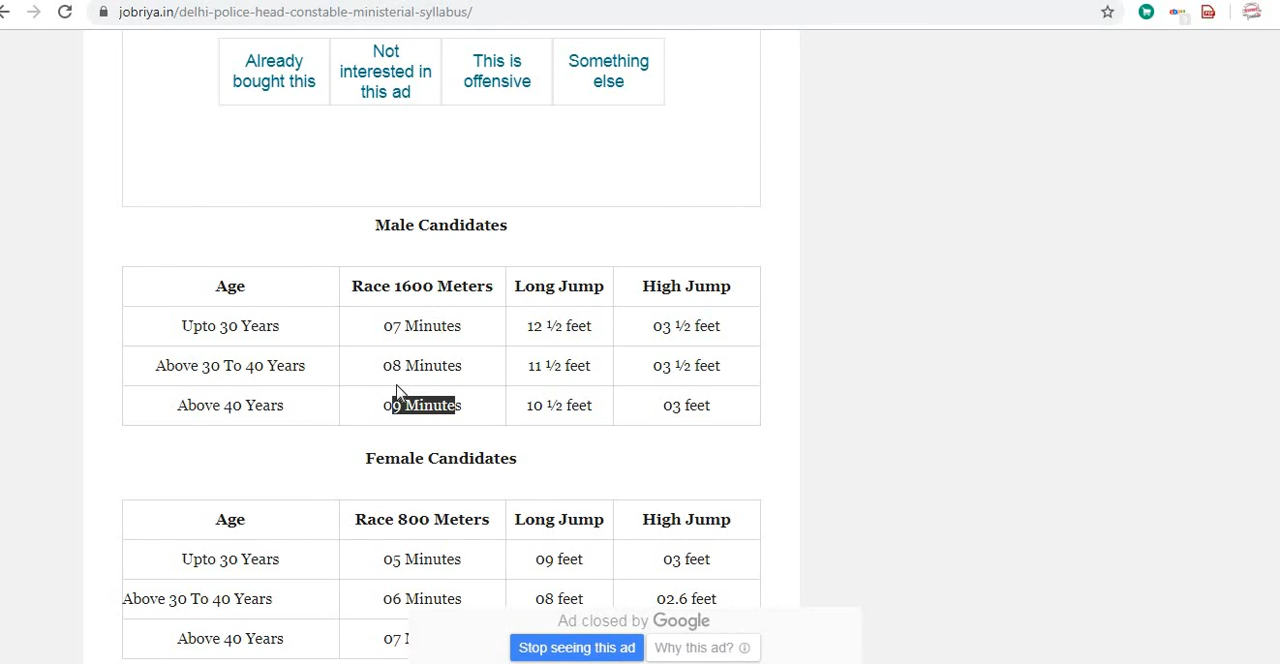 jobriya.in/delhi-police-head-constable-ministerial-syllabus/
Already bought this
Not interested in this ad
This is offensive
Something else
Male Candidates
Age Race 1600 Meters Long Jump High Jump
Upto 30 Years 07 Minutes 12 ½ feet 03 ½ feet
Above 30 To 40 Years 08 Minutes 11 ½ feet 03 ½ feet
Above 40 Years 09 Minutes 10 ½ feet 03 feet
Female Candidates
Age Race 800 Meters Long Jump High Jump
Upto 30 Years 05 Minutes 09 feet 03 feet
Above 30 To 40 Years 06 Minutes 08 feet 02.6 feet
Above 40 Years 07
Ad closed by Google
Stop seeing this ad Why this ad?